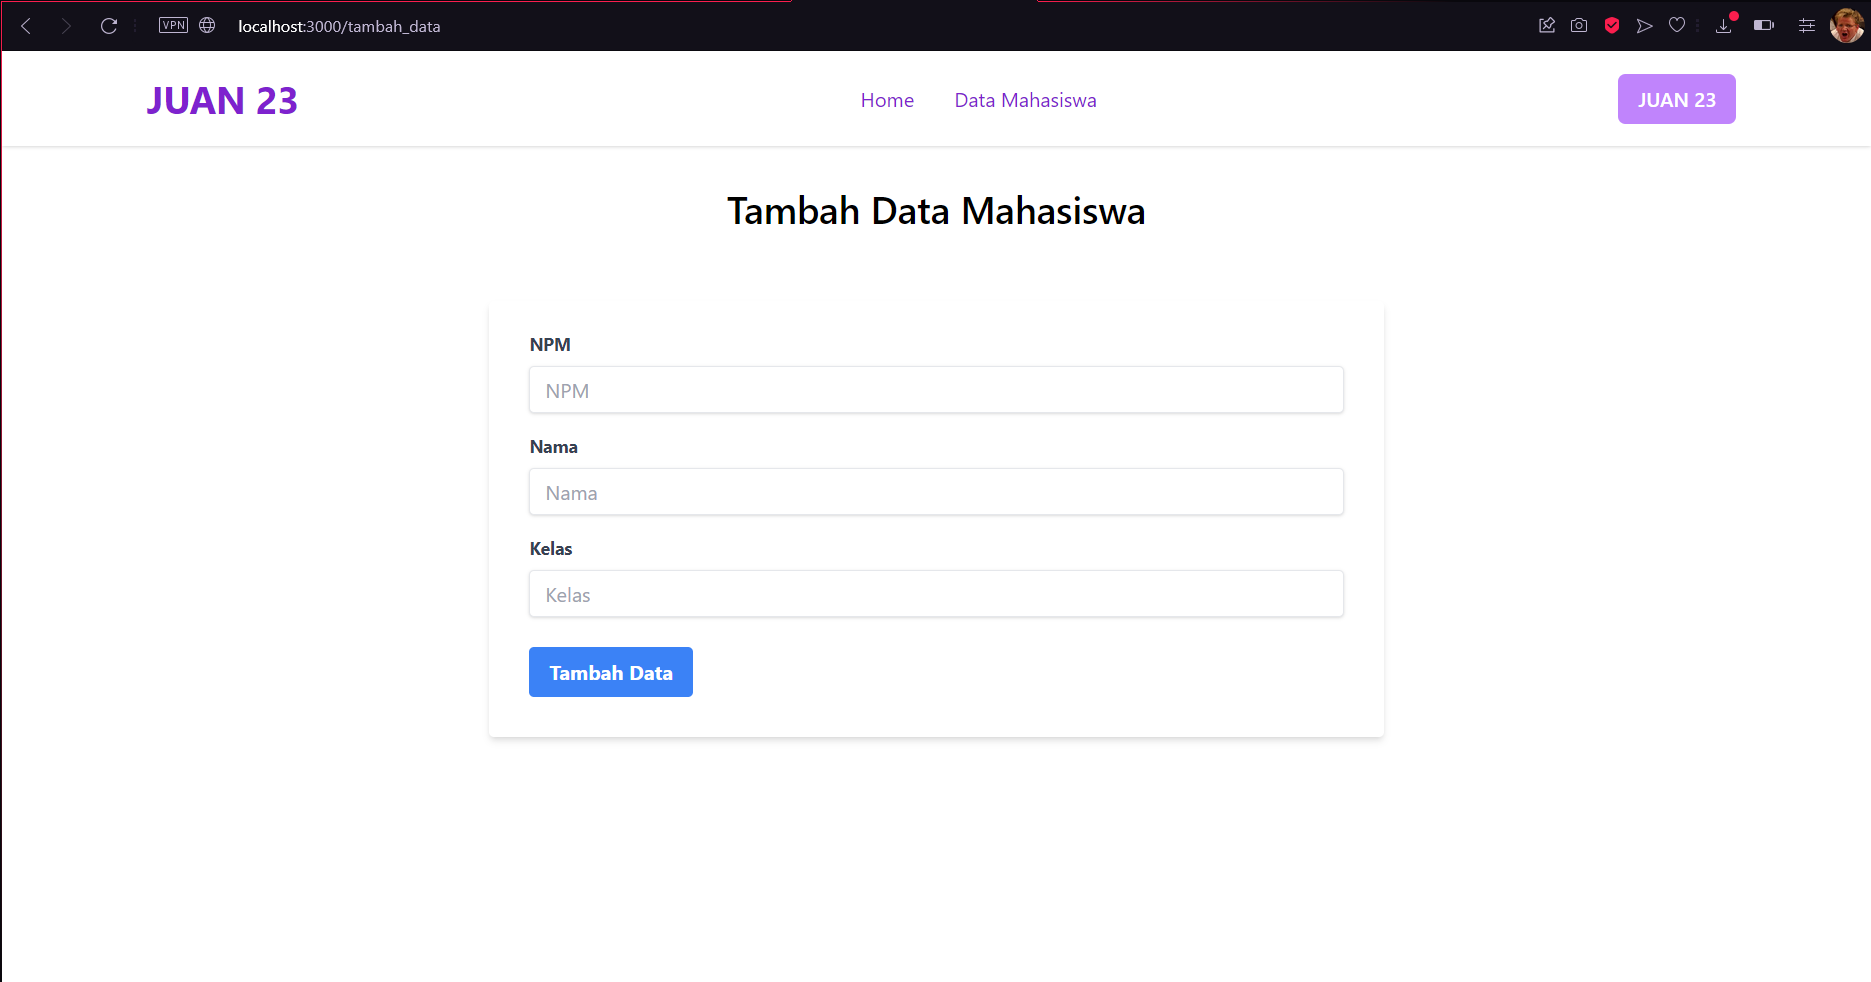 VPN localhost:3000/tambah_data
JUAN 23 Home Data Mahasiswa JUAN 23
Tambah Data Mahasiswa
NPM
NPM
Nama
Nama
Kelas
Kelas
Tambah Data